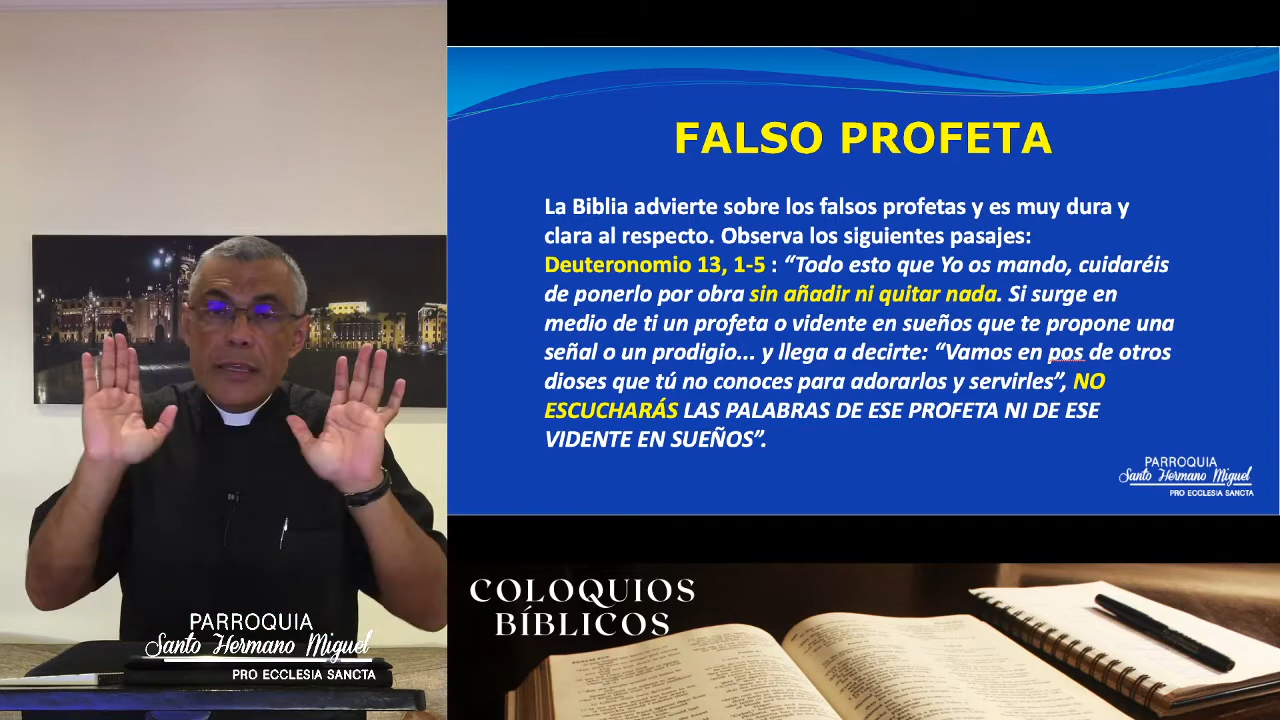 FALSO PROFETA
La Biblia advierte sobre los falsos profetas y es muy dura y
clara al respecto. Observa los siguientes pasajes:
Deuteronomio 13, 1-5 : “Todo esto que Yo os mando, cuidaréis
de ponerlo por obra sin añadir ni quitar nada. Si surge en
medio de ti un profeta o vidente en sueños que te propone una
señal o un prodigio... y llega a decirte: “Vamos en pos de otros
dioses que tú no conoces para adorarlos y servirles”, NO
ESCUCHARÁS LAS PALABRAS DE ESE PROFETA NI DE ESE
VIDENTE EN SUEÑOS”.
PARROQUIA
Santo Hermano Miguel
PRO ECCLESIA SANCTA
COLOQUIOS
BÍBLICOS
PARROQUIA
Santo Hermano Miguel
PRO ECCLESIA SANCTA